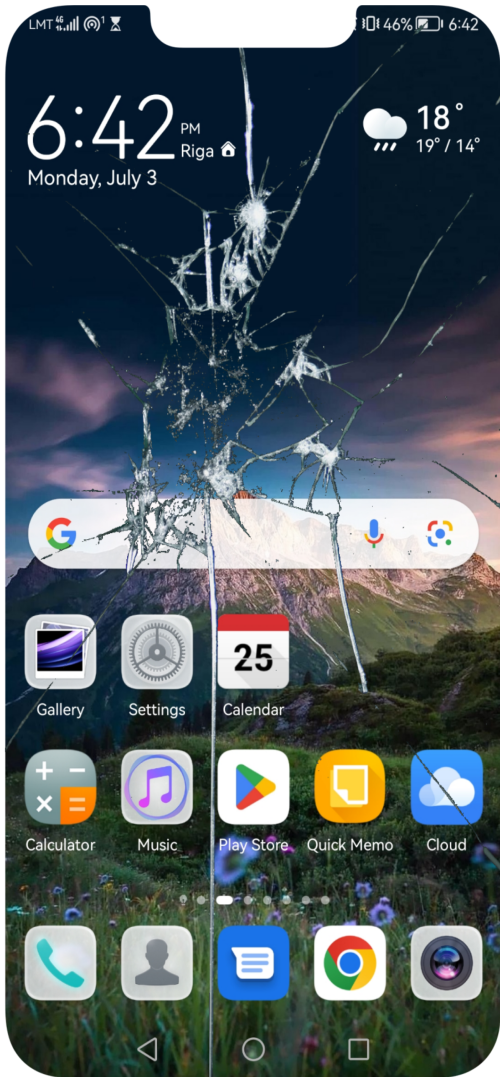 LMT 4G 1 46% 6:42
6:42 PM
Riga
Monday, July 3
18°
19° / 14°
G
25
Gallery Settings Calendar
Calculator Music Play Store Quick Memo Cloud